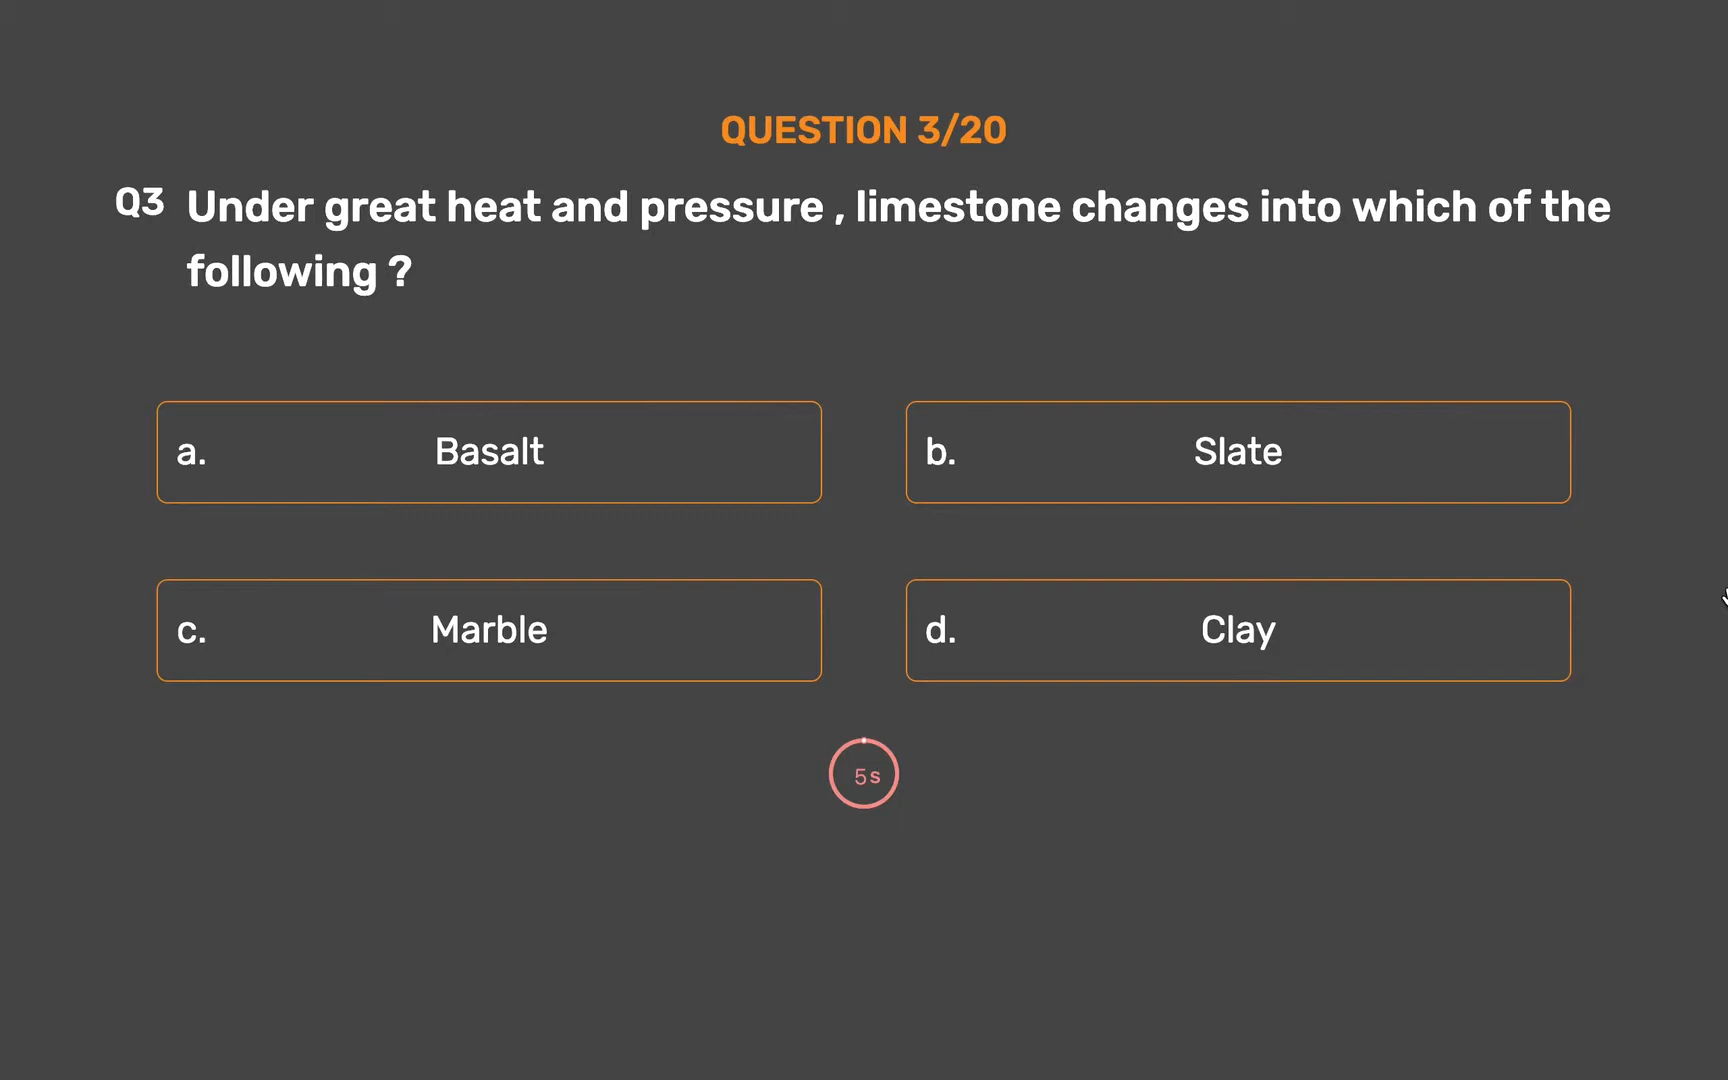 QUESTION 3/20
Q3 Under great heat and pressure , limestone changes into which of the
following ?
a. Basalt
b. Slate
c. Marble
d. Clay
5s